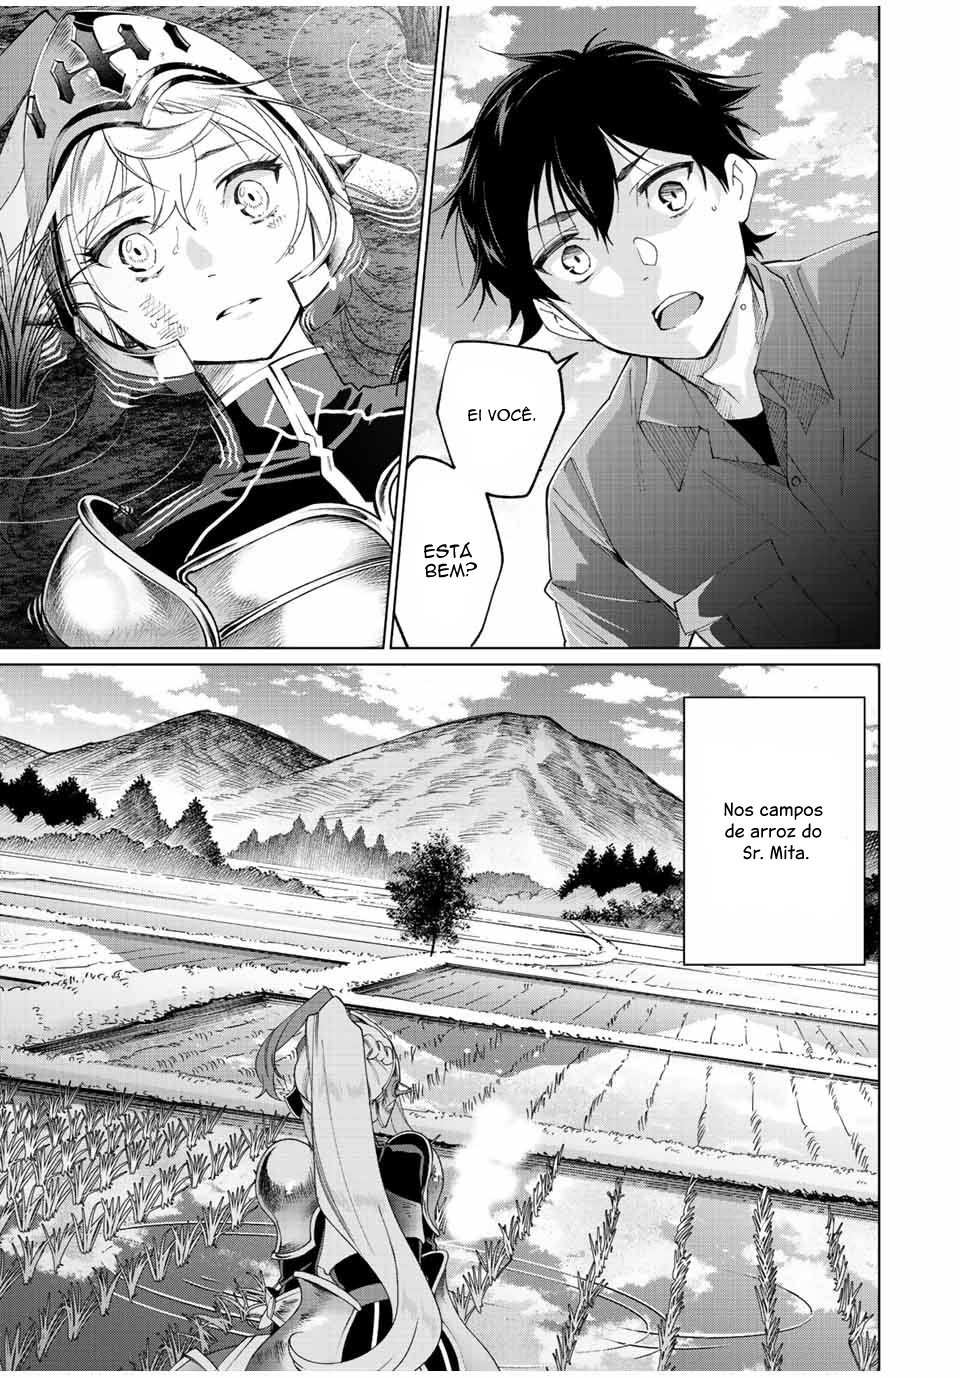 EI VOCÊ.
ESTÁ
BEM?
Nos campos
de arroz do
Sr. Mita.